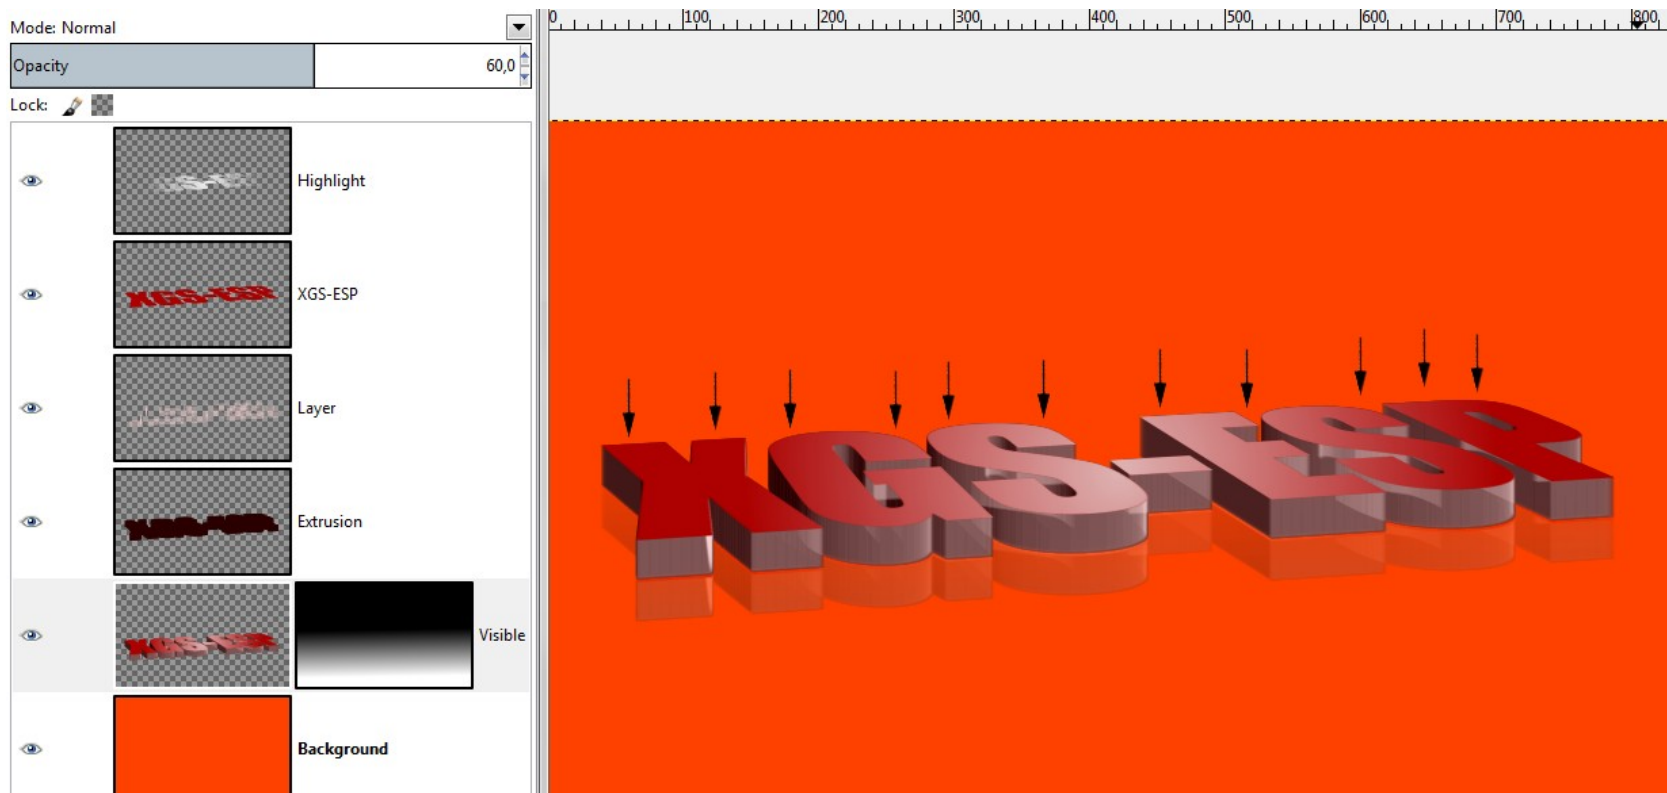 Mode: Normal
Opacity 60,0
Lock:
Highlight
XGS-ESP
Layer
Extrusion
Visible
Background
0 100 200 300 400 500 600 700 800
XGS-ESP